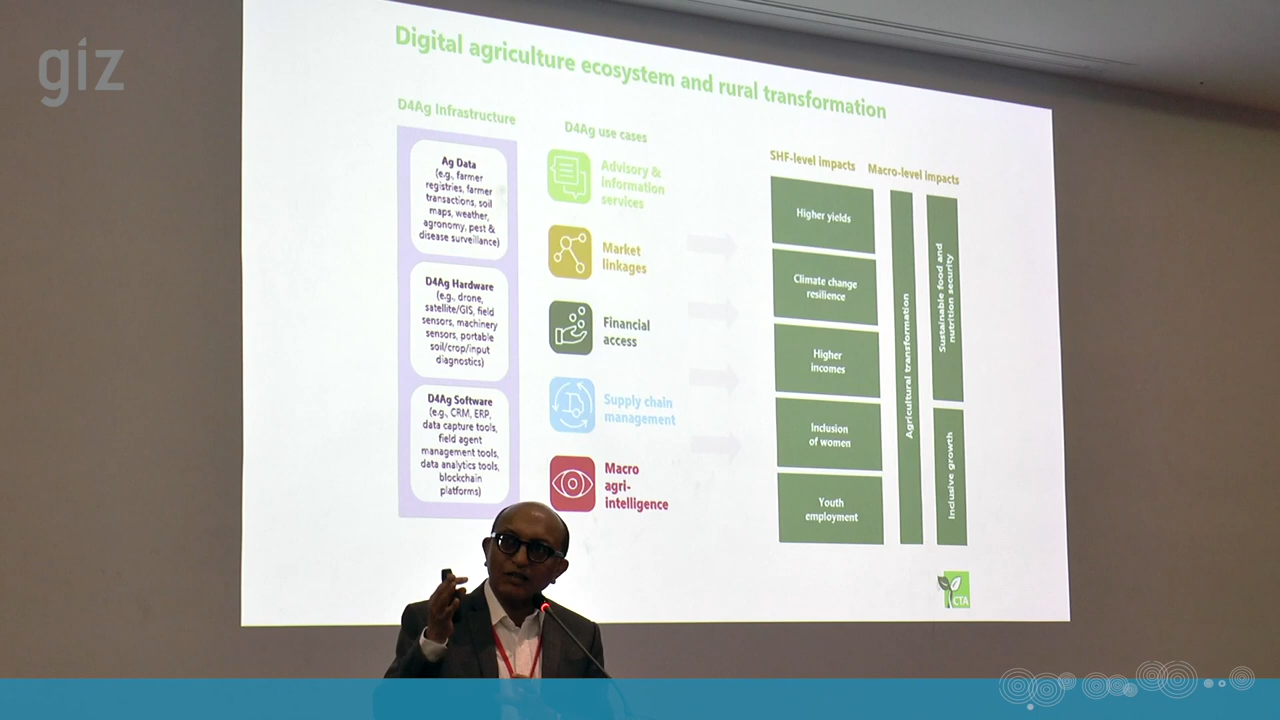 giz
Digital agriculture ecosystem and rural transformation
D4Ag Infrastructure
Ag Data
(e.g., farmer
registries, farmer
transactions, soil
maps, weather,
agronomy, pest &
disease surveillance)
D4Ag Hardware
(e.g., drone,
satellite/GIS, field
sensors, machinery
sensors, portable
soil/crop/input
diagnostics)
D4Ag Software
(e.g., CRM, ERP,
data capture tools,
field agent
management tools,
data analytics tools,
blockchain
platforms)
D4Ag use cases
Advisory &
information
services
Market
linkages
Financial
access
Supply chain
management
Macro
agri-
intelligence
SHF-level impacts
Higher yields
Climate change
resilience
Higher
incomes
Inclusion
of women
Youth
employment
Macro-level impacts
Agricultural transformation
Sustainable food and
nutrition security
Inclusive growth
CTA